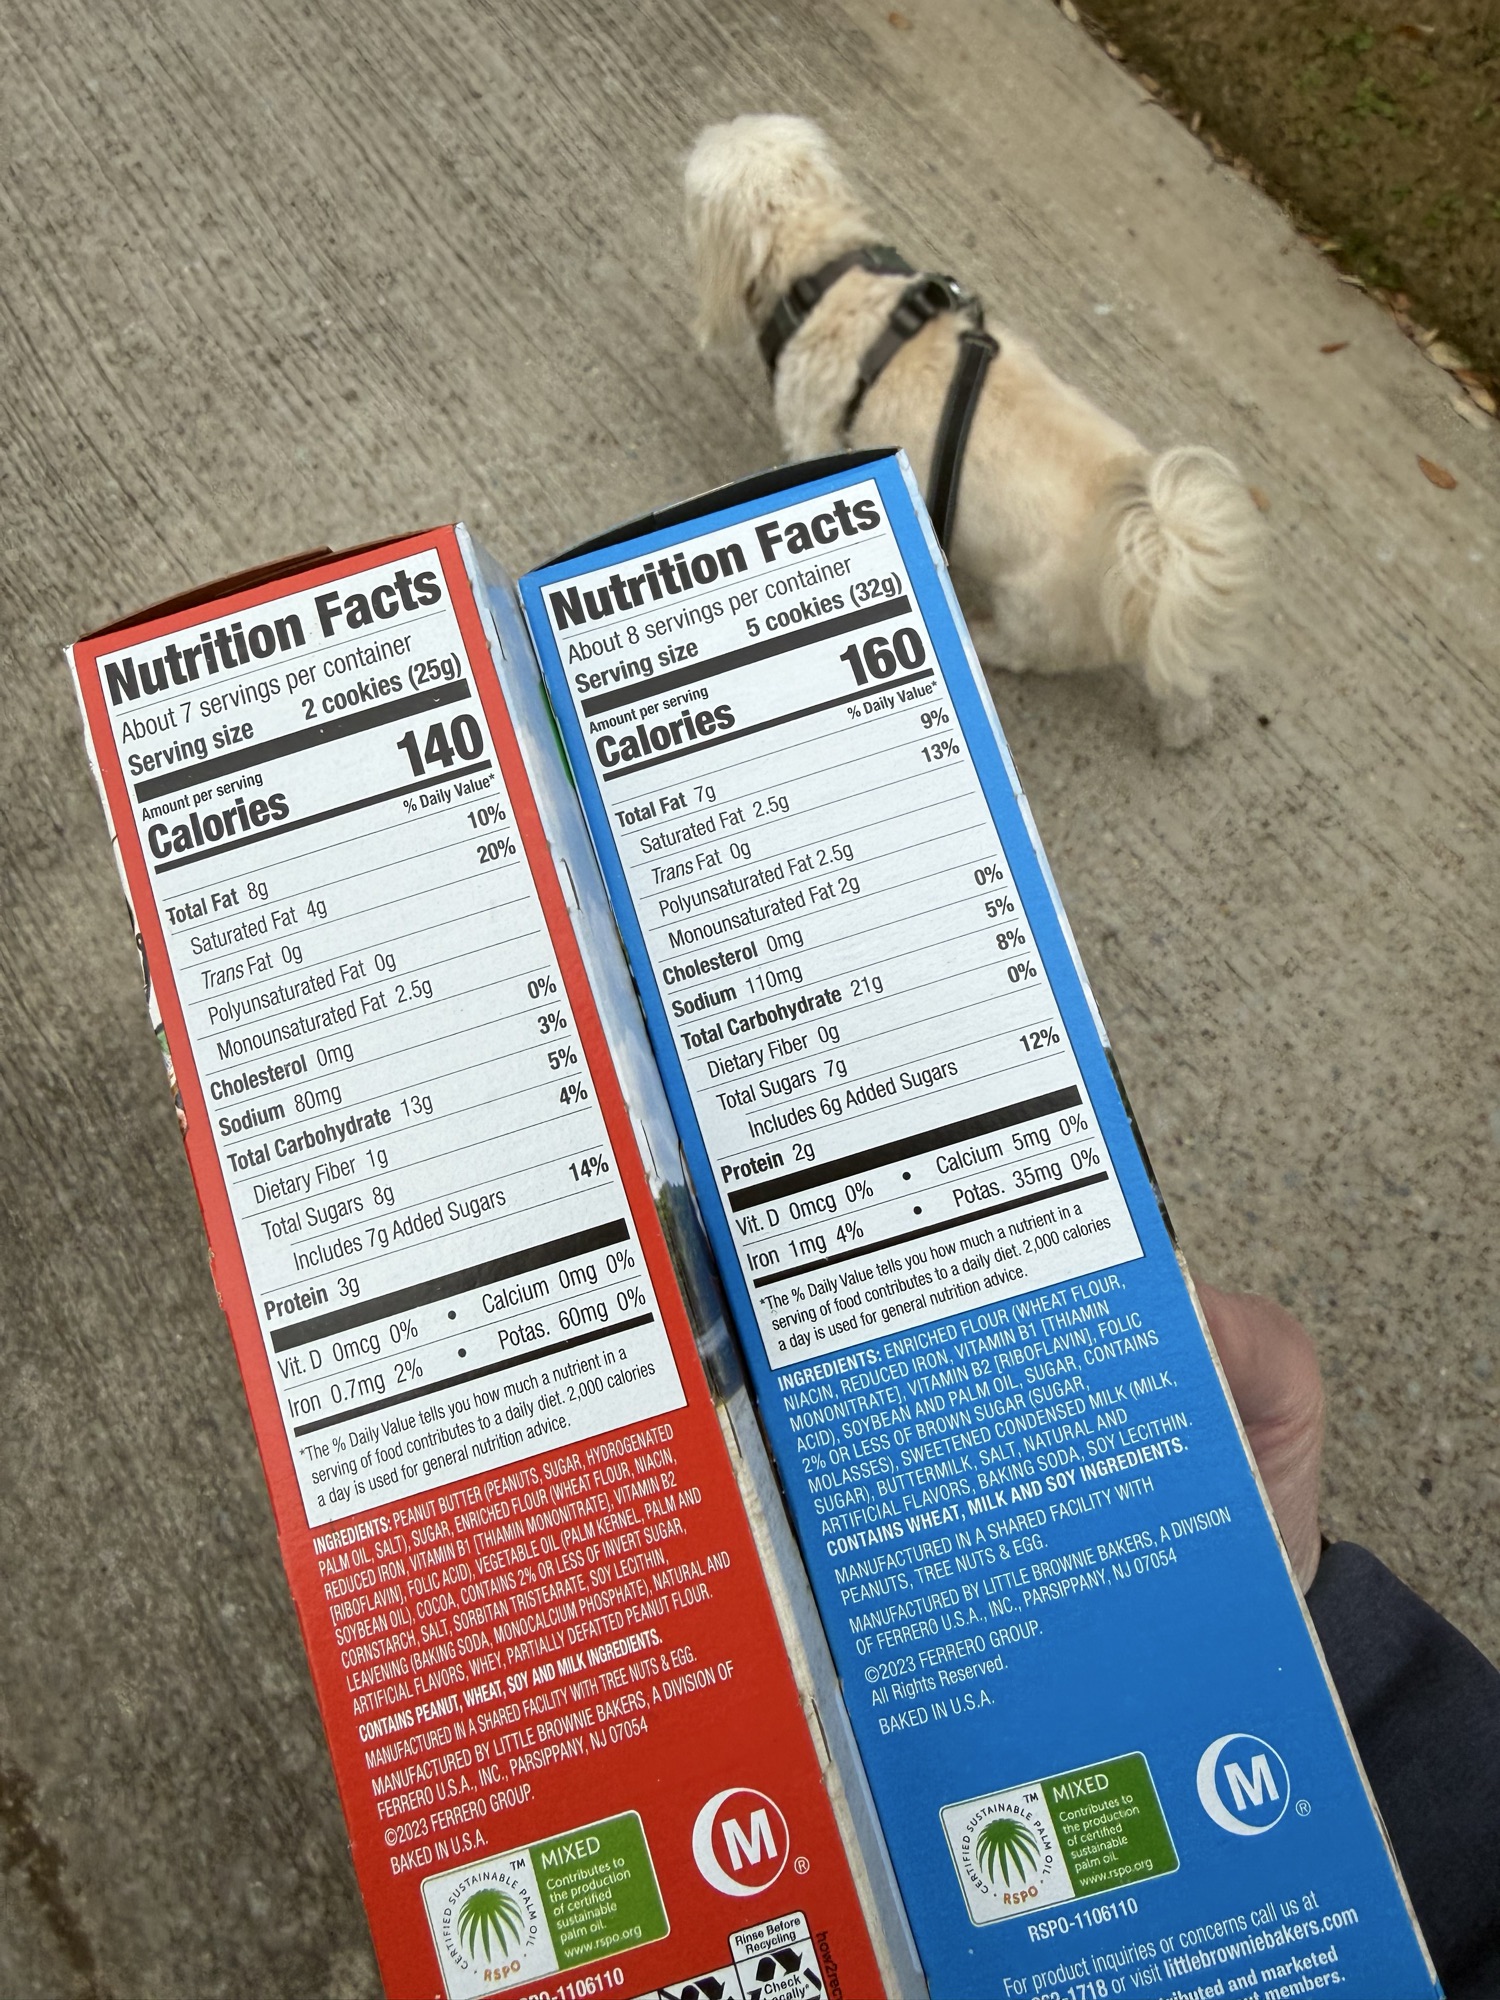 Nutrition Facts
About 7 servings per container
Serving size 2 cookies (25g)
Amount per serving
Calories 140
% Daily Value*
Total Fat 8g 10%
Saturated Fat 4g 20%
Trans Fat 0g
Polyunsaturated Fat 0g
Monounsaturated Fat 2.5g
Cholesterol 0mg 0%
Sodium 80mg 3%
Total Carbohydrate 13g 5%
Dietary Fiber 1g 4%
Total Sugars 8g
Includes 7g Added Sugars 14%
Protein 3g
Vit. D 0mcg 0% • Calcium 0mg 0%
Iron 0.7mg 2% • Potas. 60mg 0%
*The % Daily Value tells you how much a nutrient in a
serving of food contributes to a daily diet. 2,000 calories
a day is used for general nutrition advice.
INGREDIENTS: PEANUT BUTTER (PEANUTS, SUGAR, HYDROGENATED
PALM OIL, SALT), SUGAR, ENRICHED FLOUR (WHEAT FLOUR, NIACIN,
REDUCED IRON, VITAMIN B1 [THIAMIN MONONITRATE], VITAMIN B2
[RIBOFLAVIN], FOLIC ACID), VEGETABLE OIL (PALM KERNEL, PALM AND
SOYBEAN OIL), COCOA, CONTAINS 2% OR LESS OF INVERT SUGAR,
CORNSTARCH, SALT, SORBITAN TRISTEARATE, SOY LECITHIN,
LEAVENING (BAKING SODA, MONOCALCIUM PHOSPHATE), NATURAL AND
ARTIFICIAL FLAVORS, WHEY, PARTIALLY DEFATTED PEANUT FLOUR.
CONTAINS PEANUT, WHEAT, SOY AND MILK INGREDIENTS.
MANUFACTURED IN A SHARED FACILITY WITH TREE NUTS & EGG.
MANUFACTURED BY LITTLE BROWNIE BAKERS, A DIVISION OF
FERRERO U.S.A., INC., PARSIPPANY, NJ 07054
©2023 FERRERO GROUP.
BAKED IN U.S.A.
CERTIFIED SUSTAINABLE PALM OIL
TM
RSPO
MIXED
Contributes to
the production
of certified
sustainable
palm oil.
www.rspo.org
-1106110
M
®
Rinse Before
Recycling
Check
how2rec
Nutrition Facts
About 8 servings per container
Serving size 5 cookies (32g)
Amount per serving
Calories 160
% Daily Value*
Total Fat 7g 9%
Saturated Fat 2.5g 13%
Trans Fat 0g
Polyunsaturated Fat 2.5g
Monounsaturated Fat 2g
Cholesterol 0mg 0%
Sodium 110mg 5%
Total Carbohydrate 21g 8%
Dietary Fiber 0g 0%
Total Sugars 7g
Includes 6g Added Sugars 12%
Protein 2g
Vit. D 0mcg 0% • Calcium 5mg 0%
Iron 1mg 4% • Potas. 35mg 0%
*The % Daily Value tells you how much a nutrient in a
serving of food contributes to a daily diet. 2,000 calories
a day is used for general nutrition advice.
INGREDIENTS: ENRICHED FLOUR (WHEAT FLOUR,
NIACIN, REDUCED IRON, VITAMIN B1 [THIAMIN
MONONITRATE], VITAMIN B2 [RIBOFLAVIN], FOLIC
ACID), SOYBEAN AND PALM OIL, SUGAR, CONTAINS
2% OR LESS OF BROWN SUGAR (SUGAR,
MOLASSES), SWEETENED CONDENSED MILK (MILK,
SUGAR), BUTTERMILK, SALT, NATURAL AND
ARTIFICIAL FLAVORS, BAKING SODA, SOY LECITHIN.
CONTAINS WHEAT, MILK AND SOY INGREDIENTS.
MANUFACTURED IN A SHARED FACILITY WITH
PEANUTS, TREE NUTS & EGG.
MANUFACTURED BY LITTLE BROWNIE BAKERS, A DIVISION
OF FERRERO U.S.A., INC., PARSIPPANY, NJ 07054
©2023 FERRERO GROUP.
All Rights Reserved.
BAKED IN U.S.A.
CERTIFIED SUSTAINABLE PALM OIL
TM
RSPO
MIXED
Contributes to
the production
of certified
sustainable
palm oil.
www.rspo.org
RSPO-1106110
M
®
For product inquiries or concerns call us at
-1718 or visit littlebrowniebakers.com
and marketed
members.